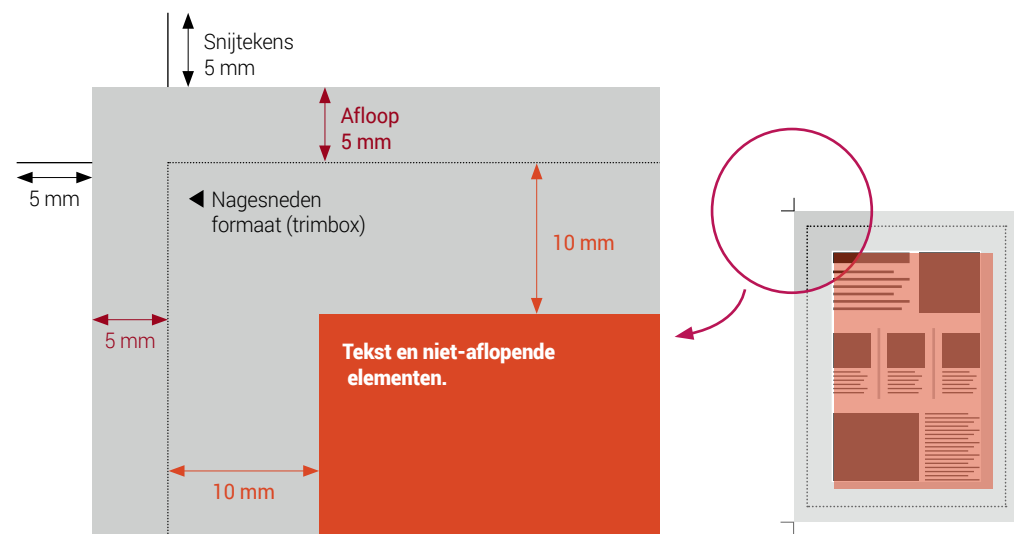 Snijtekens
5 mm
Afloop
5 mm
5 mm
Nagesneden
formaat (trimbox)
10 mm
5 mm
Tekst en niet-aflopende
elementen.
10 mm